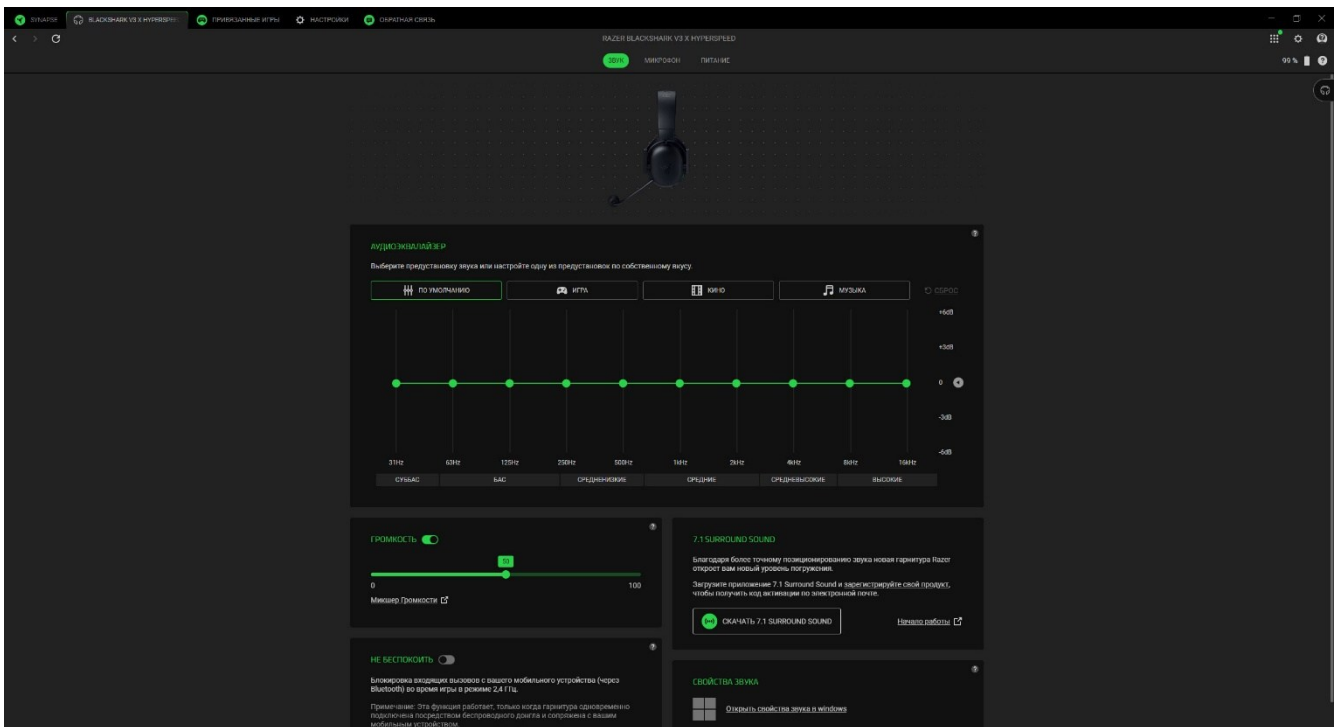 SYNAPSE
BLACKSHARK V3 X HYPERSPE
ПРИВЯЗАННЫЕ ИГРЫ
НАСТРОЙКИ
ОБРАТНАЯ СВЯЗЬ
RAZER BLACKSHARK V3 X HYPERSPEED
ЗВУК МИКРОФОН ПИТАНИЕ
99 %
АУДИОЭКВАЛАЙЗЕР
Выберите предустановку звука или настройте одну из предустановок по собственному вкусу.
ПО УМОЛЧАНИЮ ИГРА КИНО МУЗЫКА СБРОС
+6dB
+3dB
0
-3dB
-6dB
31Hz 63Hz 125Hz 250Hz 500Hz 1kHz 2kHz 4kHz 8kHz 16kHz
СУББАС БАС СРЕДНЕНИЗКИЕ СРЕДНИЕ СРЕДНЕВЫСОКИЕ ВЫСОКИЕ
ГРОМКОСТЬ
50
0 100
Микшер Громкости
7.1 SURROUND SOUND
Благодаря более точному позиционированию звука новая гарнитура Razer
откроет вам новый уровень погружения.
Загрузите приложение 7.1 Surround Sound и зарегистрируйте свой продукт,
чтобы получить код активации по электронной почте.
СКАЧАТЬ 7.1 SURROUND SOUND
Начало работы
НЕ БЕСПОКОИТЬ
Блокировка входящих вызовов с вашего мобильного устройства (через
Bluetooth) во время игры в режиме 2,4 ГГц.
Примечание: Эта функция работает, только когда гарнитура одновременно
подключена посредством беспроводного донгла и сопряжена с вашим
мобильным устройством.
СВОЙСТВА ЗВУКА
Открыть свойства звука в windows